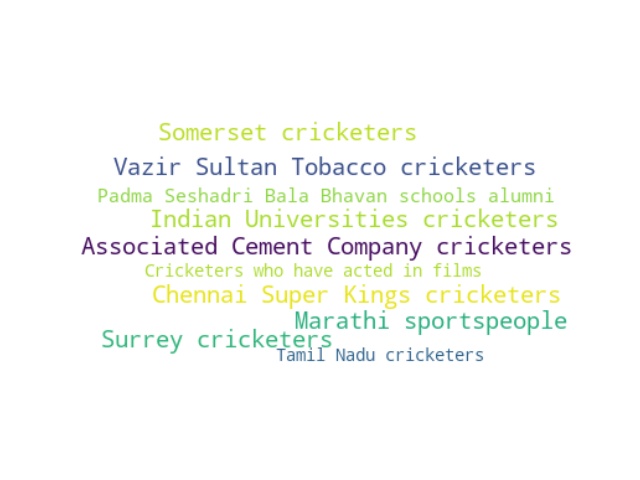 Somerset cricketers
Vazir Sultan Tobacco cricketers
Padma Seshadri Bala Bhavan schools alumni
Indian Universities cricketers
Associated Cement Company cricketers
Cricketers who have acted in films
Chennai Super Kings cricketers
Marathi sportspeople
Surrey cricketers
Tamil Nadu cricketers